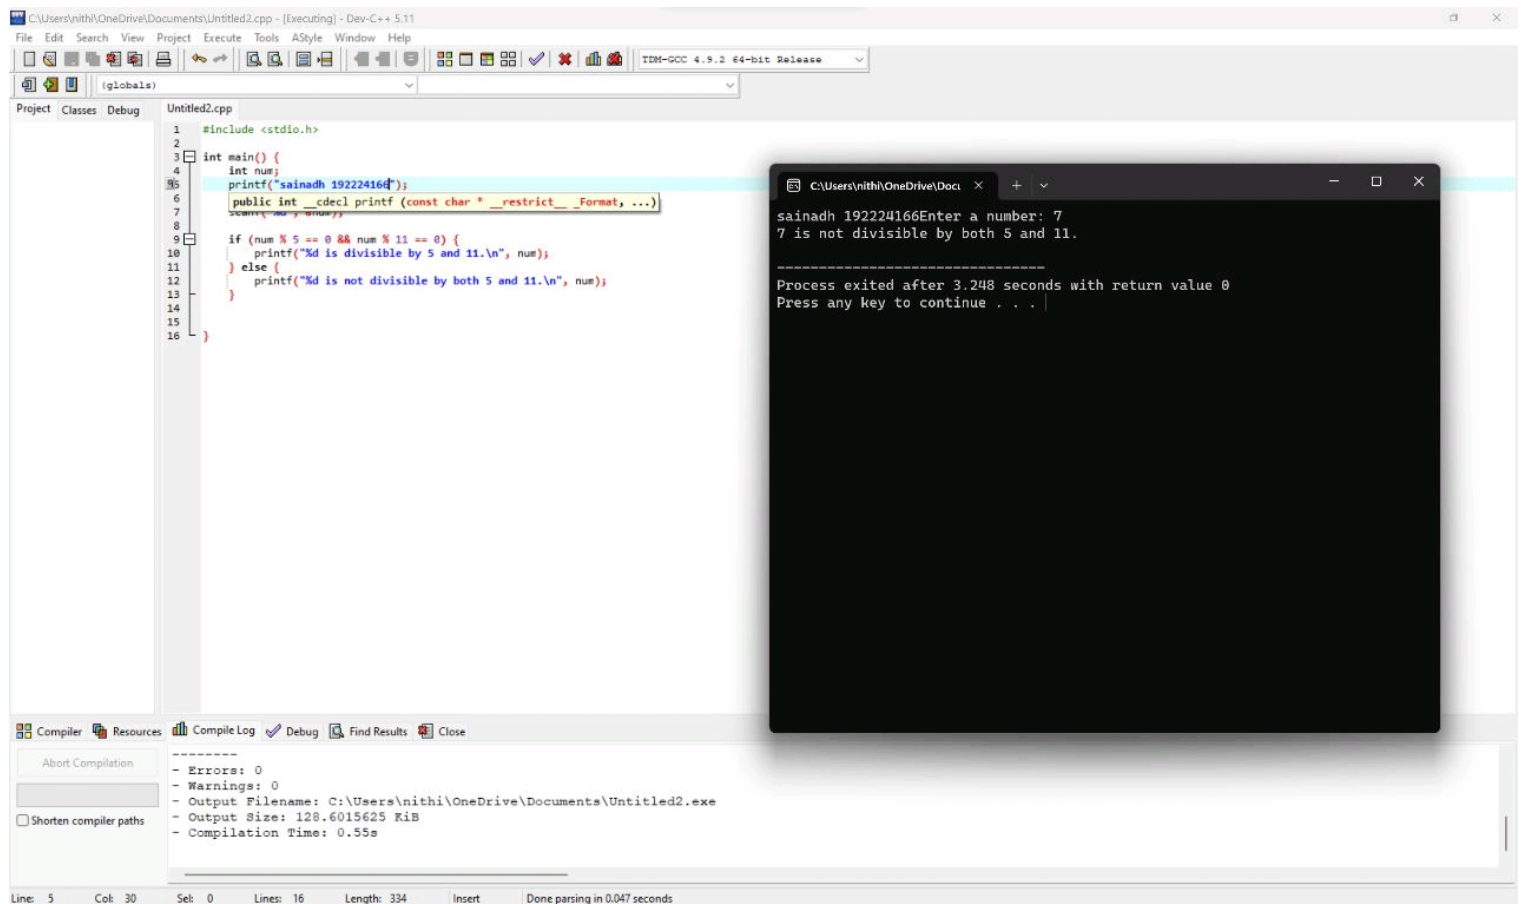 C:\Users\nithi\OneDrive\Documents\Untitled2.cpp - [Executing] - Dev-C++ 5.11
File Edit Search View Project Execute Tools AStyle Window Help
TDM-GCC 4.9.2 64-bit Release
(globals)
Project Classes Debug
Untitled2.cpp
1 #include <stdio.h>
2
3 int main() {
4 int num;
5 printf("sainadh 192224166");
6 public int __cdecl printf (const char * __restrict__ _Format, ...)
7
8
9 if (num % 5 == 0 && num % 11 == 0) {
10 printf("%d is divisible by 5 and 11.\n", num);
11 } else {
12 printf("%d is not divisible by both 5 and 11.\n", num);
13 }
14
15
16 }
C:\Users\nithi\OneDrive\Docu
sainadh 192224166Enter a number: 7
7 is not divisible by both 5 and 11.
--------------------------------
Process exited after 3.248 seconds with return value 0
Press any key to continue . . .
Compiler Resources Compile Log Debug Find Results Close
Abort Compilation
Shorten compiler paths
--------
- Errors: 0
- Warnings: 0
- Output Filename: C:\Users\nithi\OneDrive\Documents\Untitled2.exe
- Output Size: 128.6015625 KiB
- Compilation Time: 0.55s
Line: 5 Col: 30 Sel: 0 Lines: 16 Length: 334 Insert Done parsing in 0.047 seconds